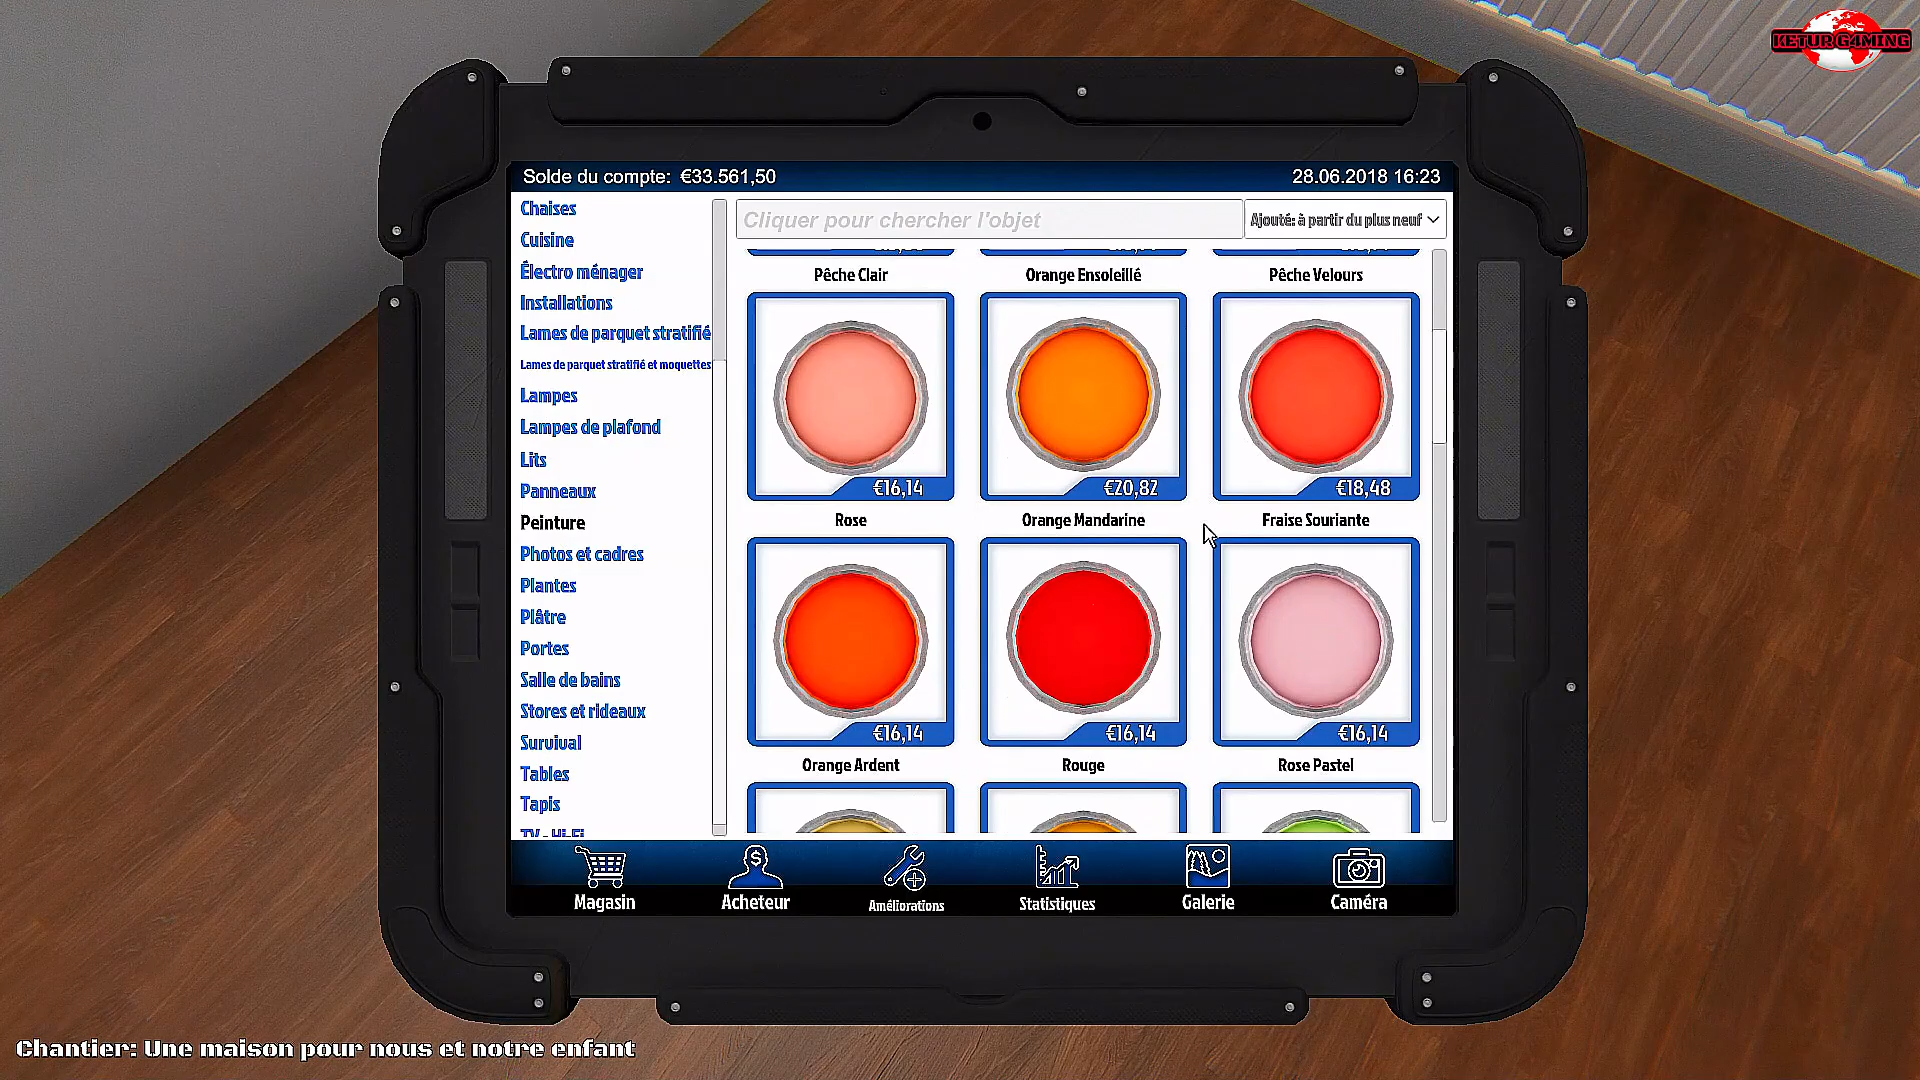 KETUR G4MING
Solde du compte: €33.561,50
28.06.2018 16:23
Chaises
Cuisine
Électro ménager
Installations
Lames de parquet stratifié
Lames de parquet stratifié et moquettes
Lampes
Lampes de plafond
Lits
Panneaux
Peinture
Photos et cadres
Plantes
Plâtre
Portes
Salle de bains
Stores et rideaux
Survival
Tables
Tapis
TV - Hi-Fi
Cliquer pour chercher l'objet
Ajouté: à partir du plus neuf
Pêche Clair
Orange Ensoleillé
Pêche Velours
€16,14
€20,82
€18,48
Rose
Orange Mandarine
Fraise Souriante
€16,14
€16,14
€16,14
Orange Ardent
Rouge
Rose Pastel
Magasin
Acheteur
Améliorations
Statistiques
Galerie
Caméra
Chantier: Une maison pour nous et notre enfant